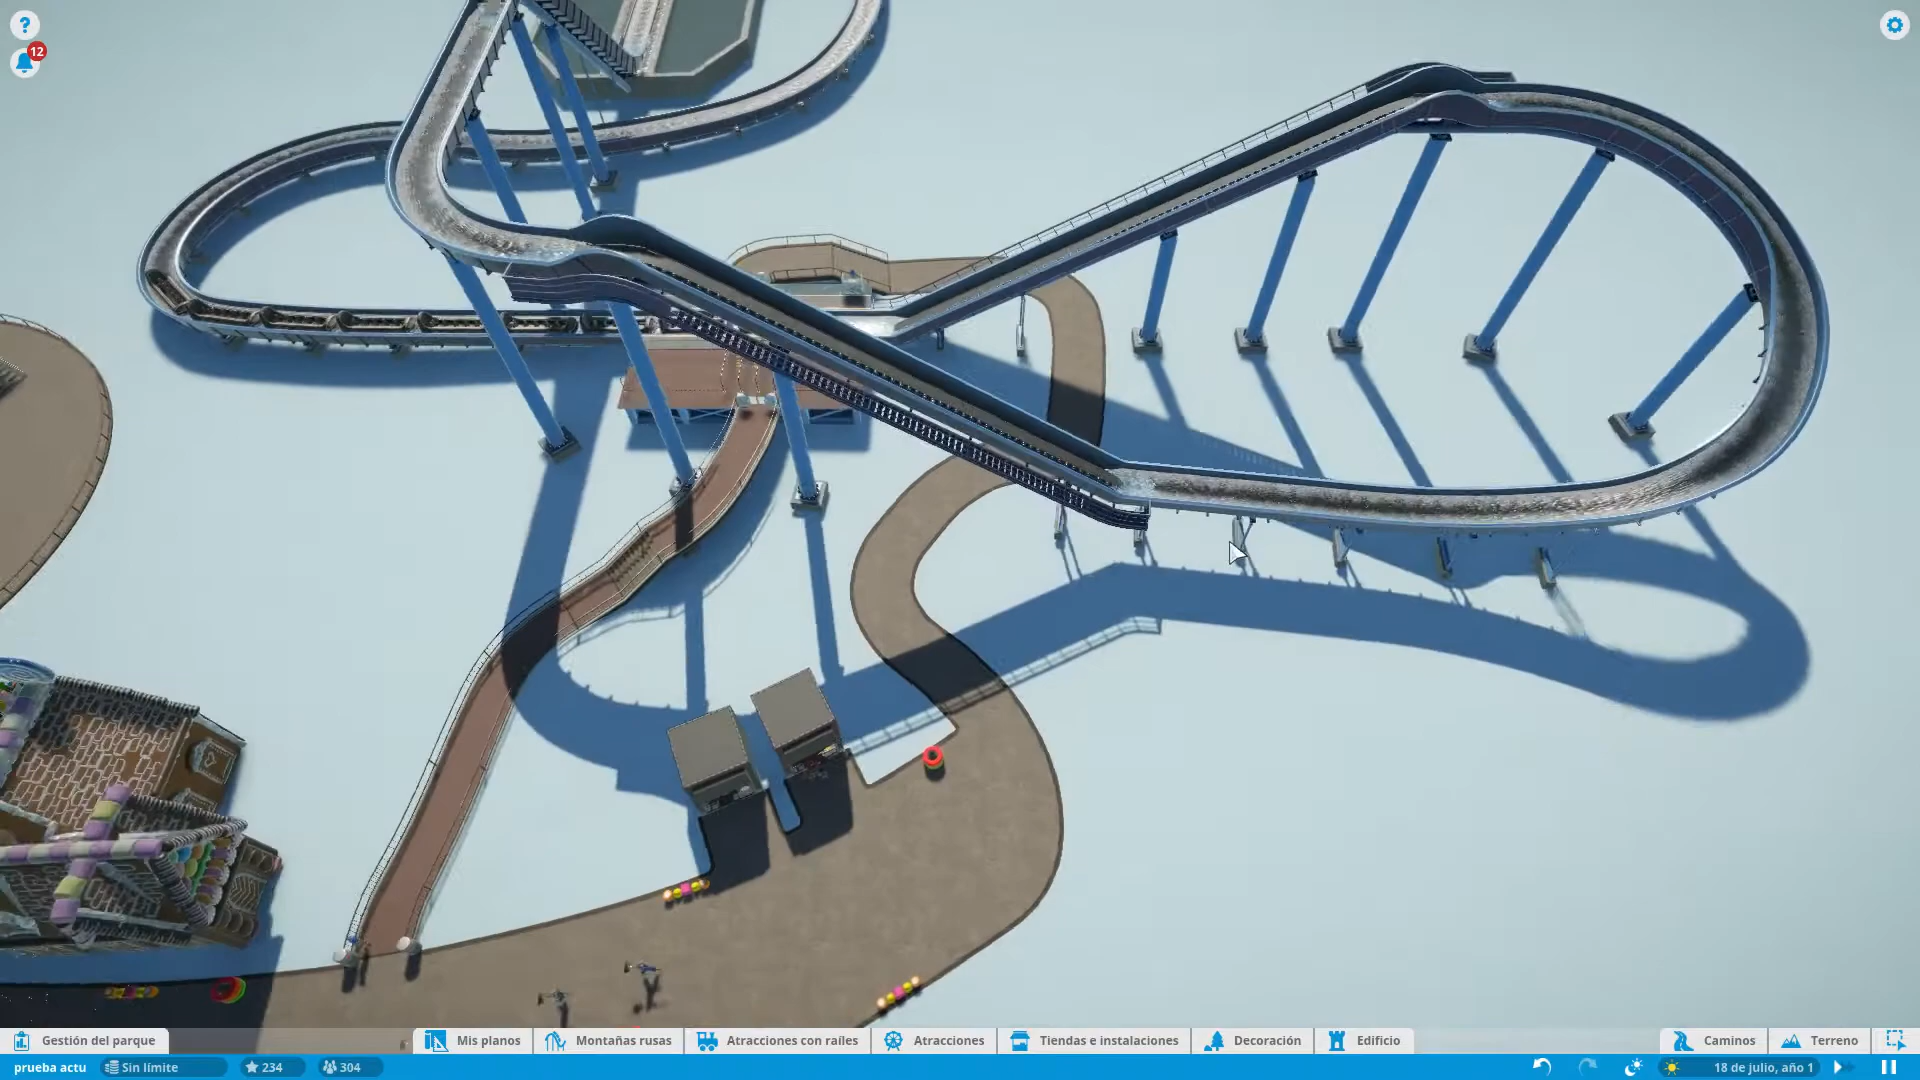 ?
12
Gestión del parque
Mis planos
Montañas rusas
Atracciones con raíles
Atracciones
Tiendas e instalaciones
Decoración
Edificio
Caminos
Terreno
prueba actu
Sin límite
234
304
18 de julio, año 1